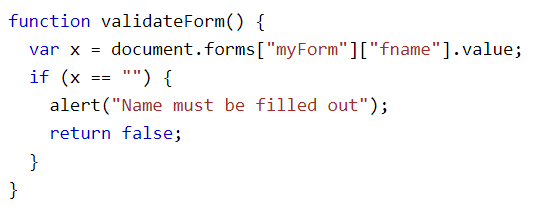 function validateForm() {
  var x = document.forms["myForm"]["fname"].value;
  if (x == "") {
    alert("Name must be filled out");
    return false;
  }
}